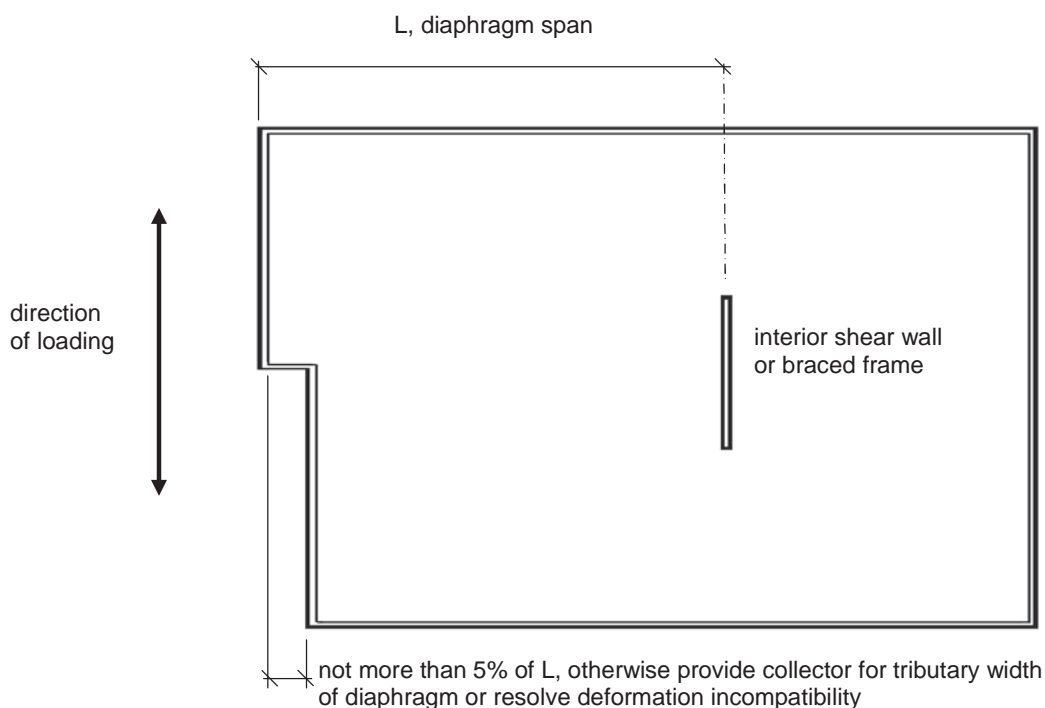 L, diaphragm span
direction
of loading
interior shear wall
or braced frame
not more than 5% of L, otherwise provide collector for tributary width
of diaphragm or resolve deformation incompatibility